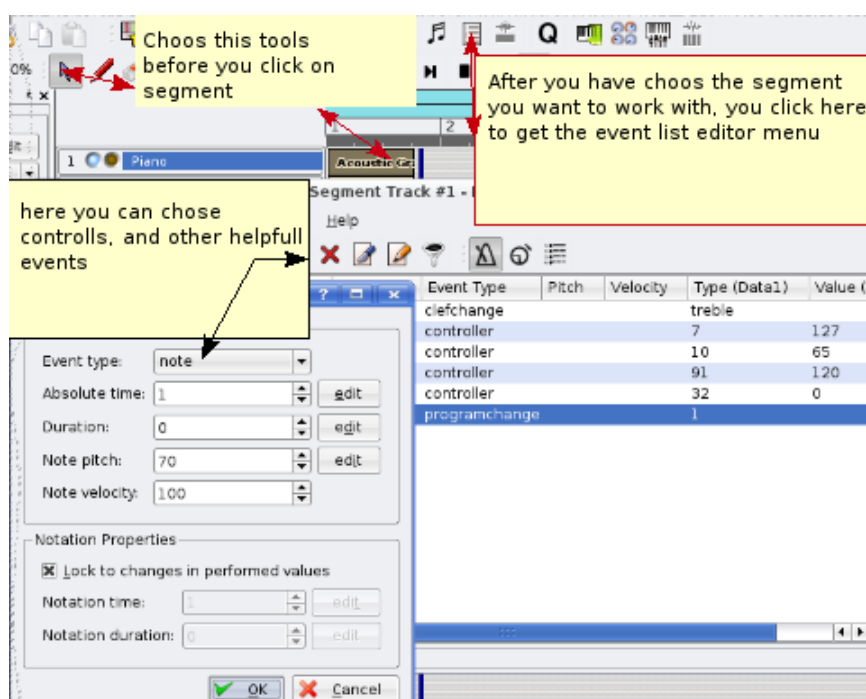 Choos this tools
before you click on
segment
Q
0%
After you have choos the segment
you want to work with, you click here
to get the event list editor menu
2
1 Piano
Acoustic
Segment Track #1 -
here you can chose
controlls, and other helpfull
events
Help
Event Type Pitch Velocity Type (Data1) Value (
clefchange treble
controller 7 127
controller 10 65
controller 91 120
controller 32 0
programchange 1
?
Event type: note
Absolute time: 1 edit
Duration: 0 edit
Note pitch: 70 edit
Note velocity: 100
Notation Properties
Lock to changes in performed values
Notation time: 1 edit
Notation duration: 0 edit
OK Cancel